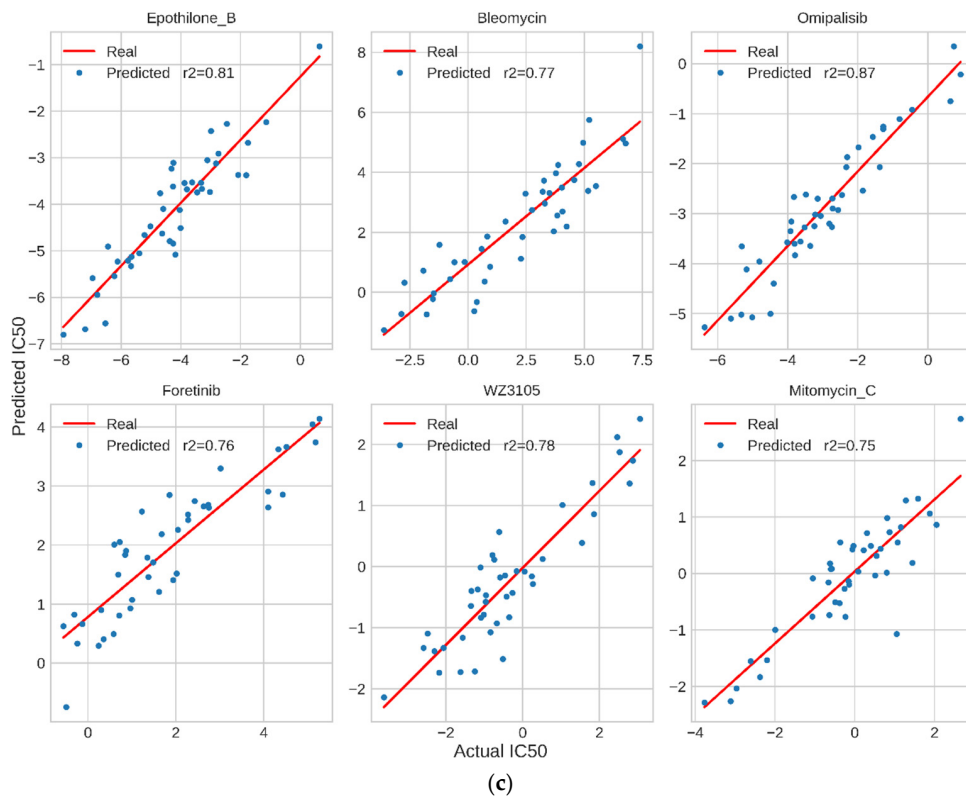 Epothilone_B
Bleomycin
Omipalisib
Real
Predicted r2=0.81
Real
Predicted r2=0.77
Real
Predicted r2=0.87
−1
−2
−3
−4
−5
−6
−7
8
6
4
2
0
0
−1
−2
−3
−4
−5
−8 −6 −4 −2 0
−2.5 0.0 2.5 5.0 7.5
−6 −4 −2 0
Predicted IC50
Foretinib
WZ3105
Mitomycin_C
Real
Predicted r2=0.76
Real
Predicted r2=0.78
Real
Predicted r2=0.75
4
3
2
1
0
2
1
0
−1
−2
2
1
0
−1
−2
0 2 4
−4 −2 0 2
−4 −2 0 2
Actual IC50
(c)